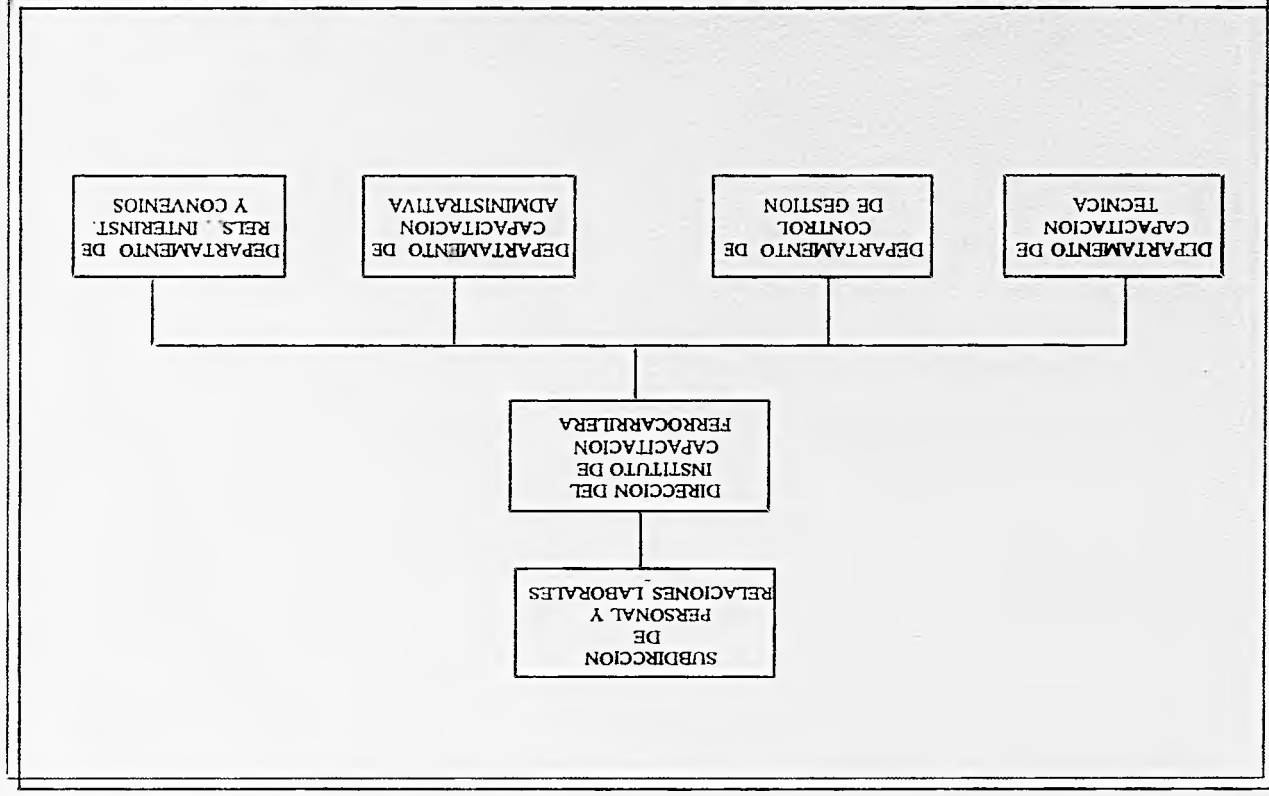 SUBDIRCCION
DE
PERSONAL Y
RELACIONES LABORALES
DIRECCION DEL
INSTITUTO DE
CAPACITACION
FERROCARRILERA
DEPARTAMENTO DE
CAPACITACION
TECNICA
DEPARTAMENTO DE
CONTROL
DE GESTION
DEPARTAMENTO DE
CAPACITACION
ADMINISTRATIVA
DEPARTAMENTO DE
RELS. INTERINST.
Y CONVENIOS